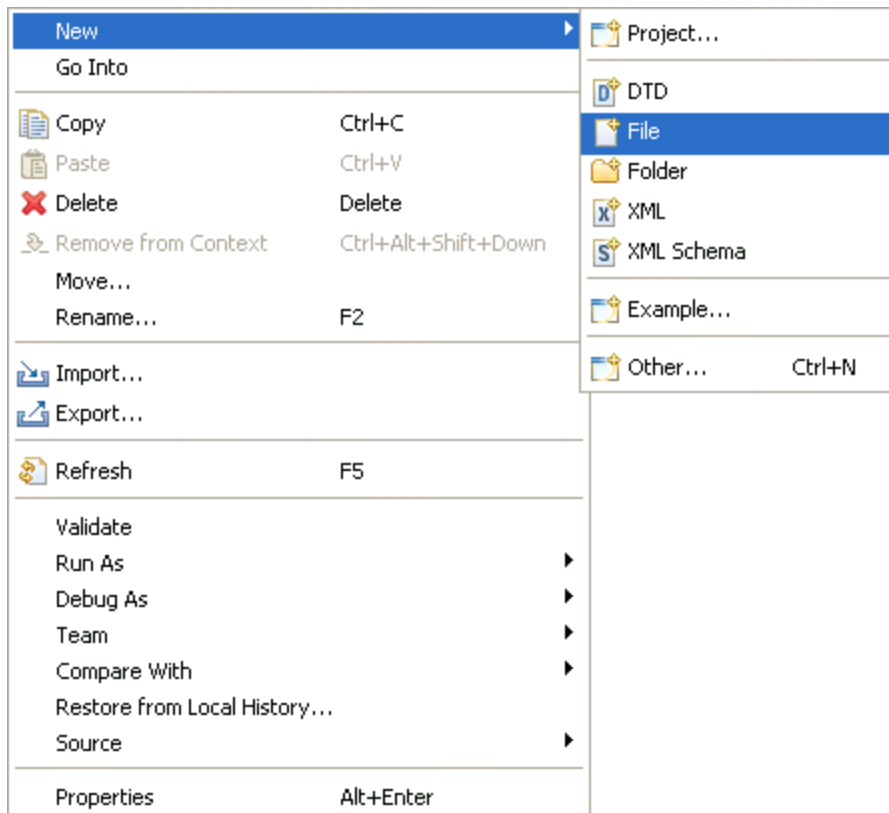 New
Go Into
Copy Ctrl+C
Paste Ctrl+V
Delete Delete
Remove from Context Ctrl+Alt+Shift+Down
Move...
Rename... F2
Import...
Export...
Refresh F5
Validate
Run As
Debug As
Team
Compare With
Restore from Local History...
Source
Properties Alt+Enter
Project...
DTD
File
Folder
XML
XML Schema
Example...
Other... Ctrl+N